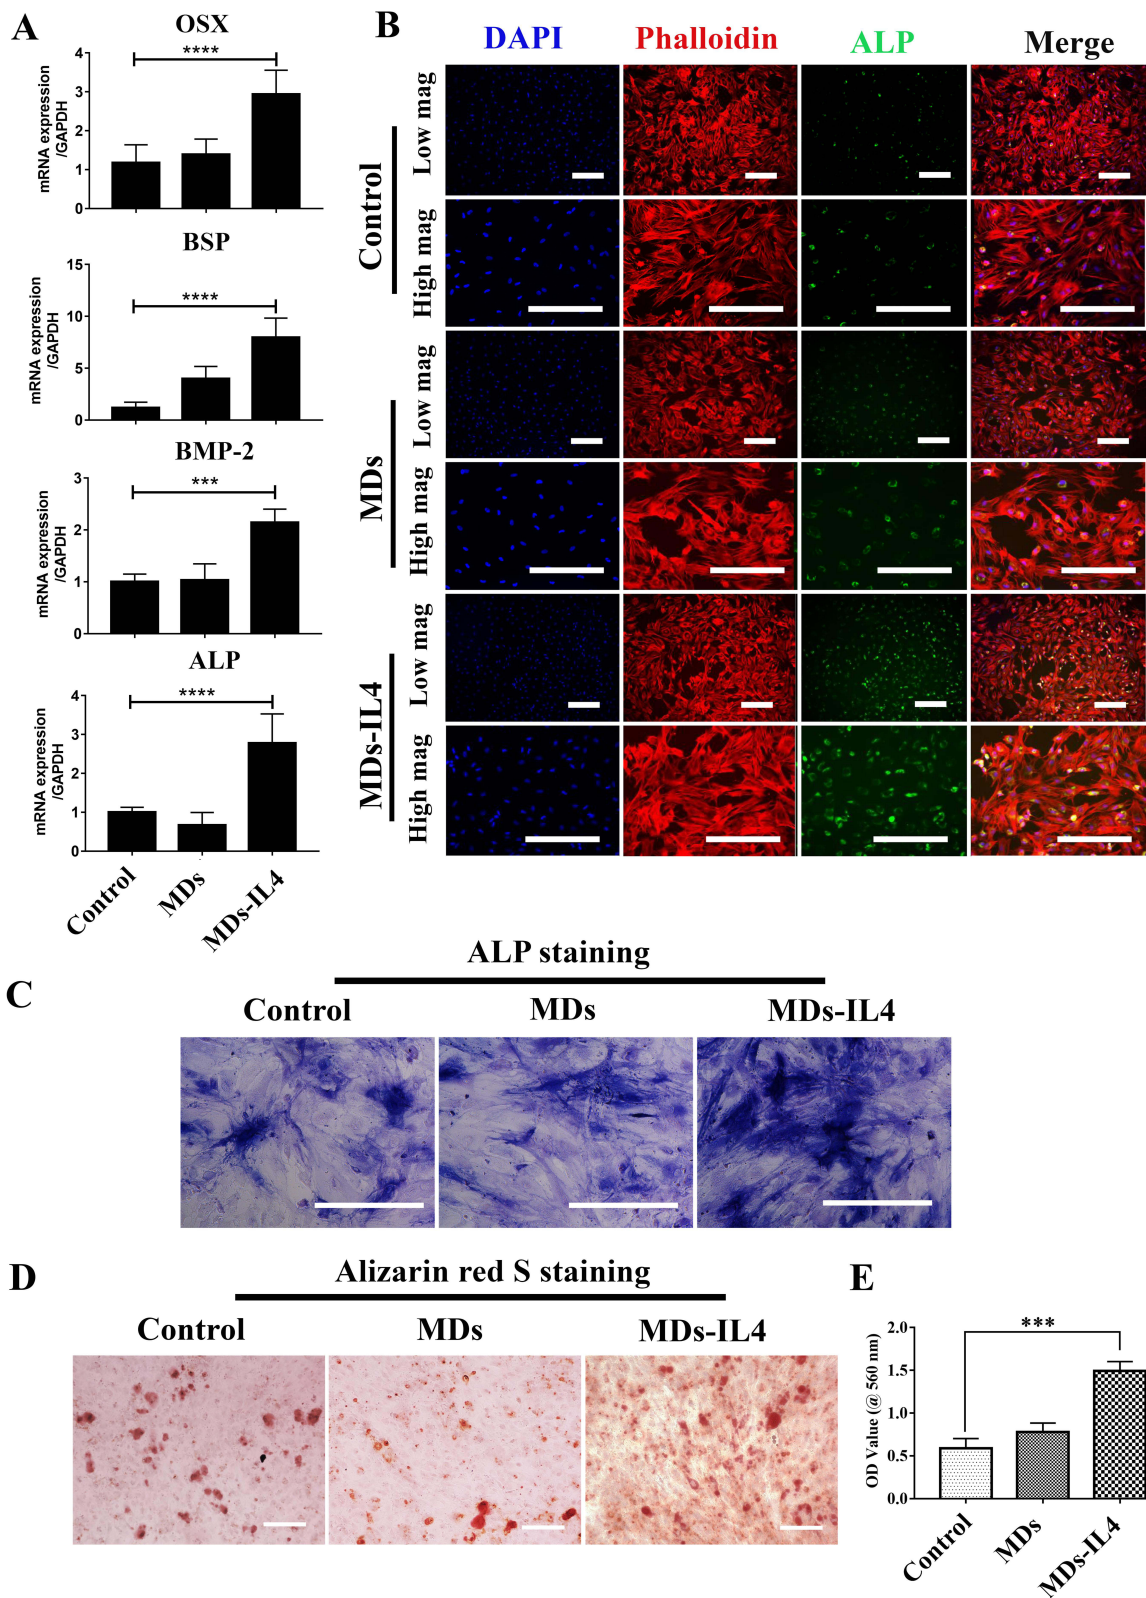 A
OSX
****
mRNA expression
/GAPDH
4
3
2
1
0
BSP
****
mRNA expression
/GAPDH
15
10
5
0
BMP-2
***
mRNA expression
/GAPDH
3
2
1
0
ALP
****
mRNA expression
/GAPDH
4
3
2
1
0
Control
MDs
MDs-IL4
B
DAPI
Phalloidin
ALP
Merge
Control
Low mag
High mag
MDs
Low mag
High mag
MDs-IL4
Low mag
High mag
C
ALP staining
Control
MDs
MDs-IL4
D
Alizarin red S staining
Control
MDs
MDs-IL4
E
***
OD Value (@ 560 nm)
2.0
1.5
1.0
0.5
0.0
Control
MDs
MDs-IL4